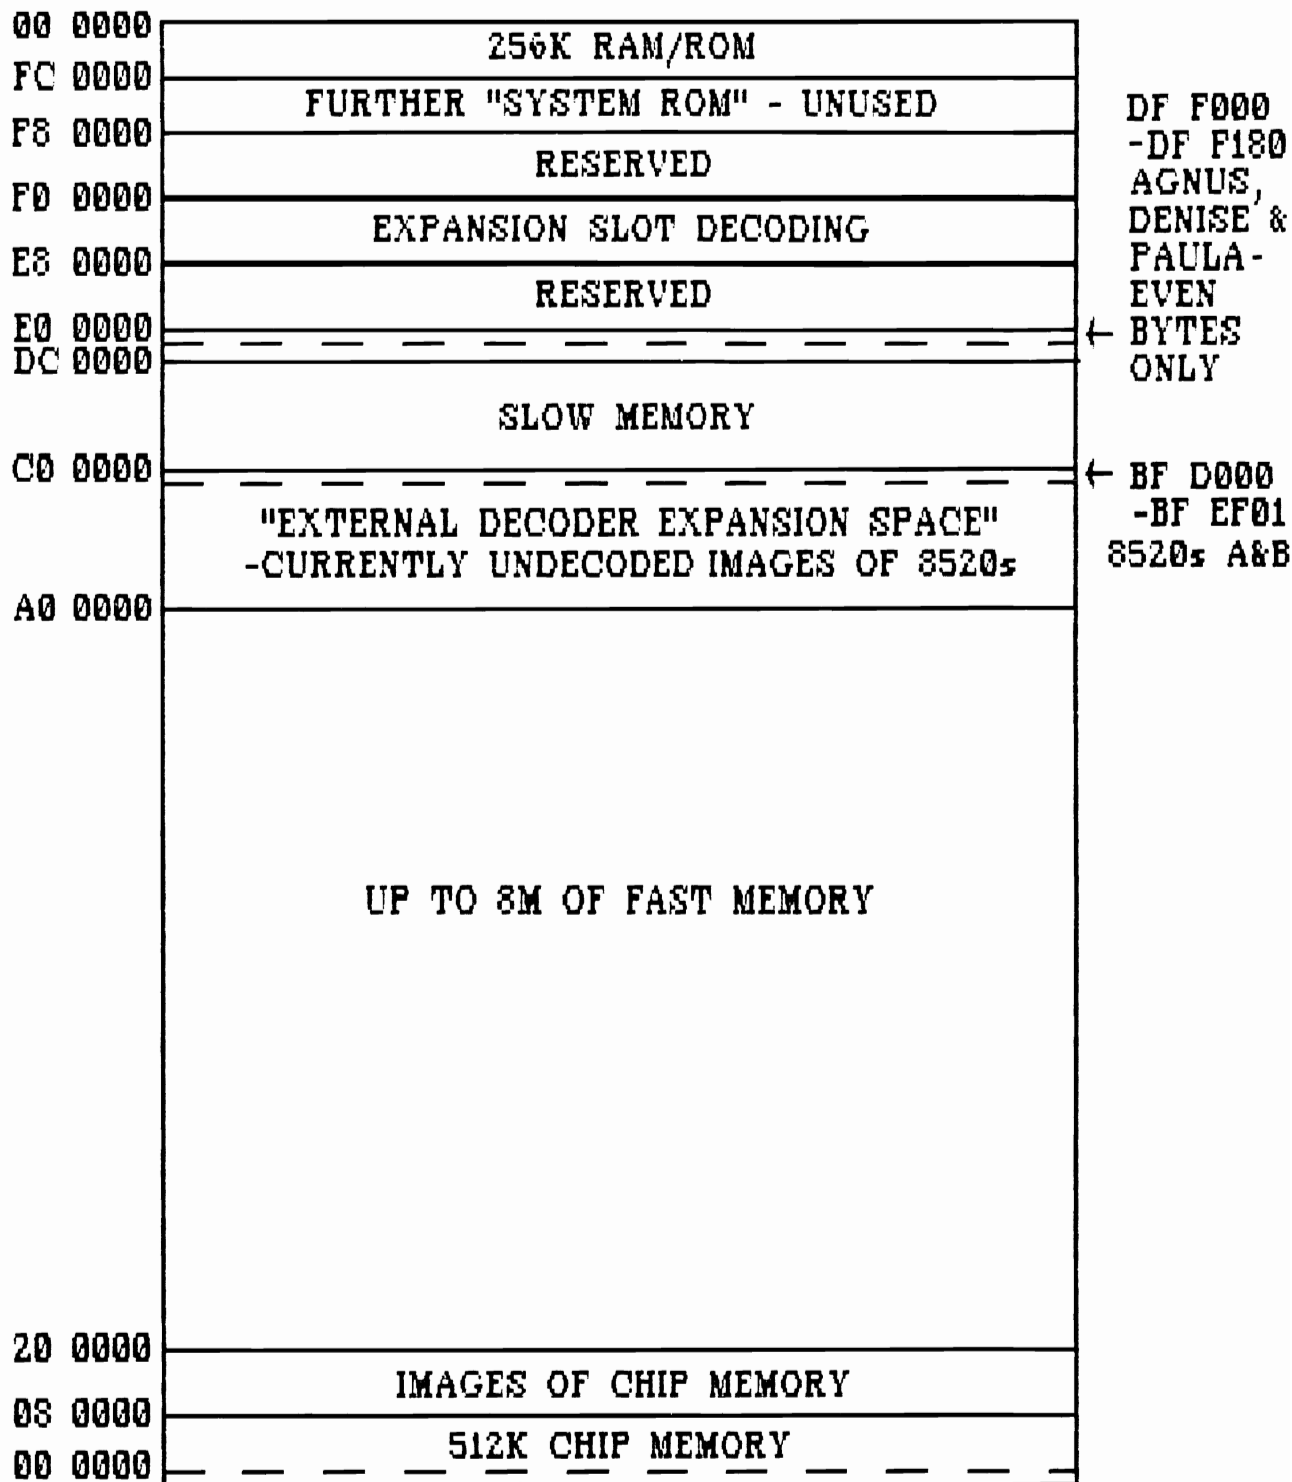 00 0000
256K RAM/ROM
FC 0000
FURTHER "SYSTEM ROM" - UNUSED
F8 0000
RESERVED
F0 0000
EXPANSION SLOT DECODING
E8 0000
RESERVED
E0 0000
DC 0000
SLOW MEMORY
C0 0000
"EXTERNAL DECODER EXPANSION SPACE"
-CURRENTLY UNDECODED IMAGES OF 8520s
A0 0000
UP TO 8M OF FAST MEMORY
20 0000
IMAGES OF CHIP MEMORY
08 0000
512K CHIP MEMORY
00 0000
DF F000
-DF F180
AGNUS,
DENISE &
PAULA-
EVEN
← BYTES
ONLY
← BF D000
-BF EF01
8520s A&B